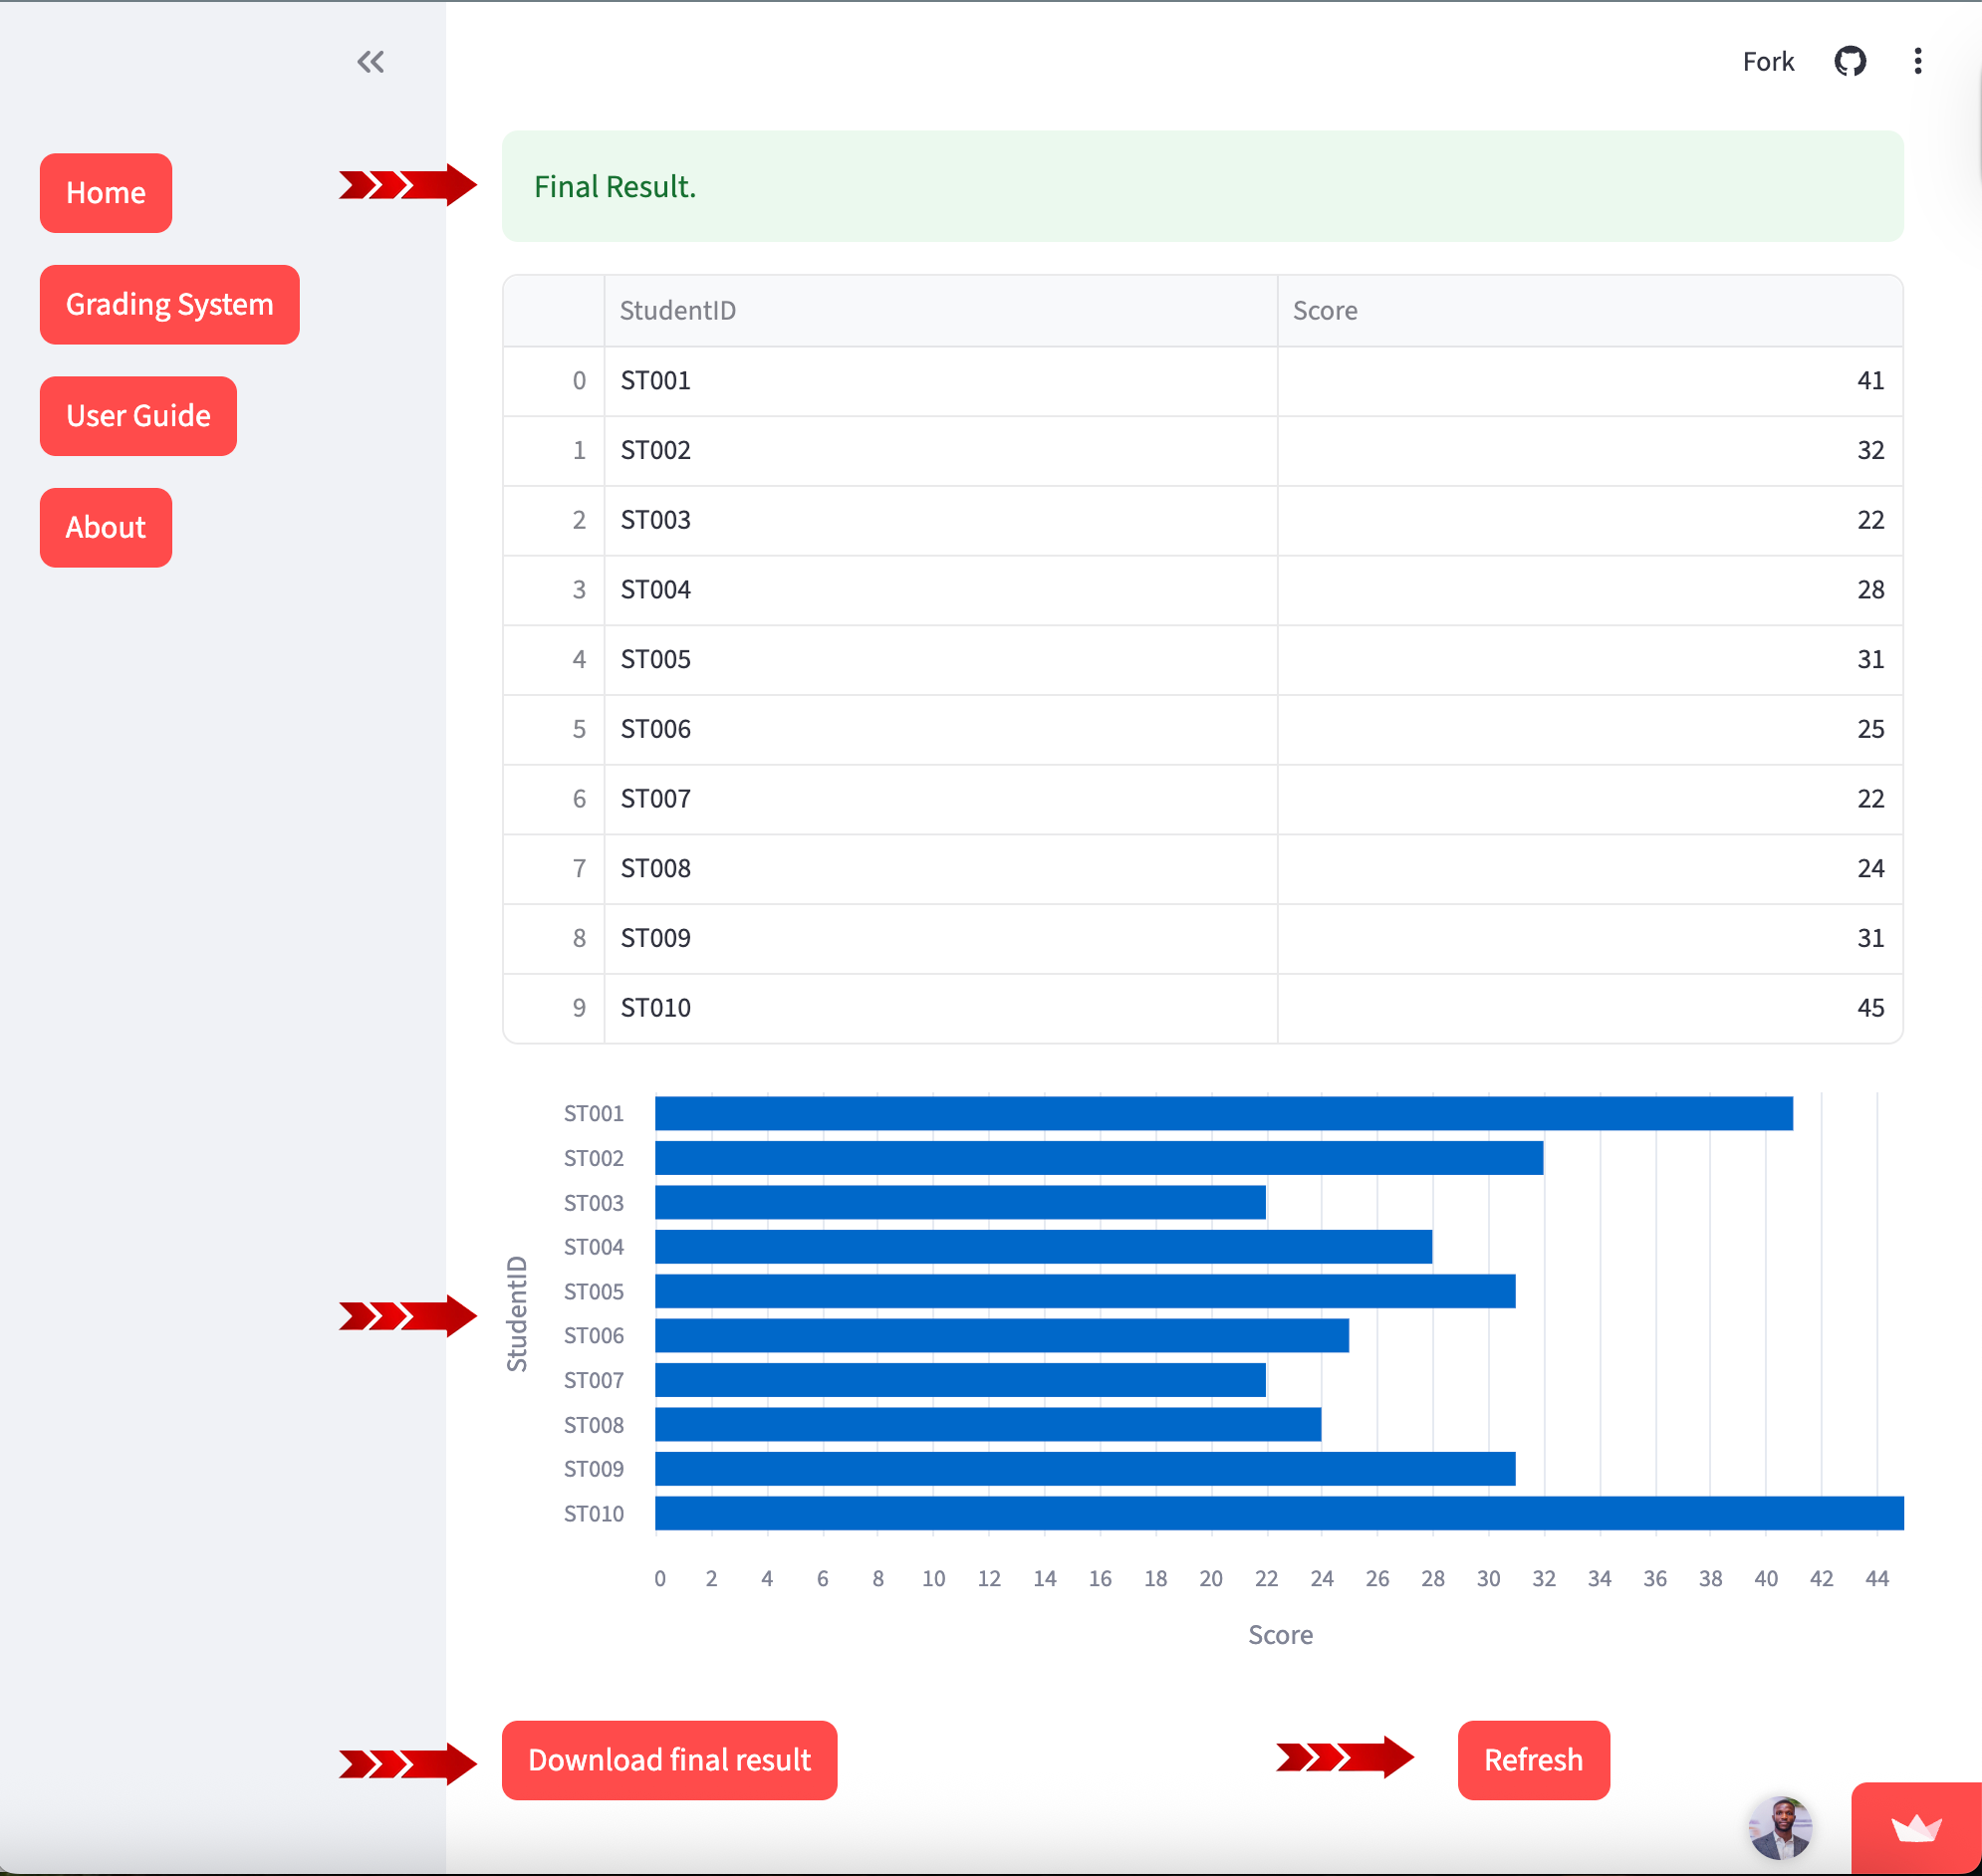 Fork
Home
Grading System
User Guide
About
Final Result.
StudentID Score
0 ST001 41
1 ST002 32
2 ST003 22
3 ST004 28
4 ST005 31
5 ST006 25
6 ST007 22
7 ST008 24
8 ST009 31
9 ST010 45
StudentID
ST001
ST002
ST003
ST004
ST005
ST006
ST007
ST008
ST009
ST010
0 2 4 6 8 10 12 14 16 18 20 22 24 26 28 30 32 34 36 38 40 42 44
Score
Download final result
Refresh